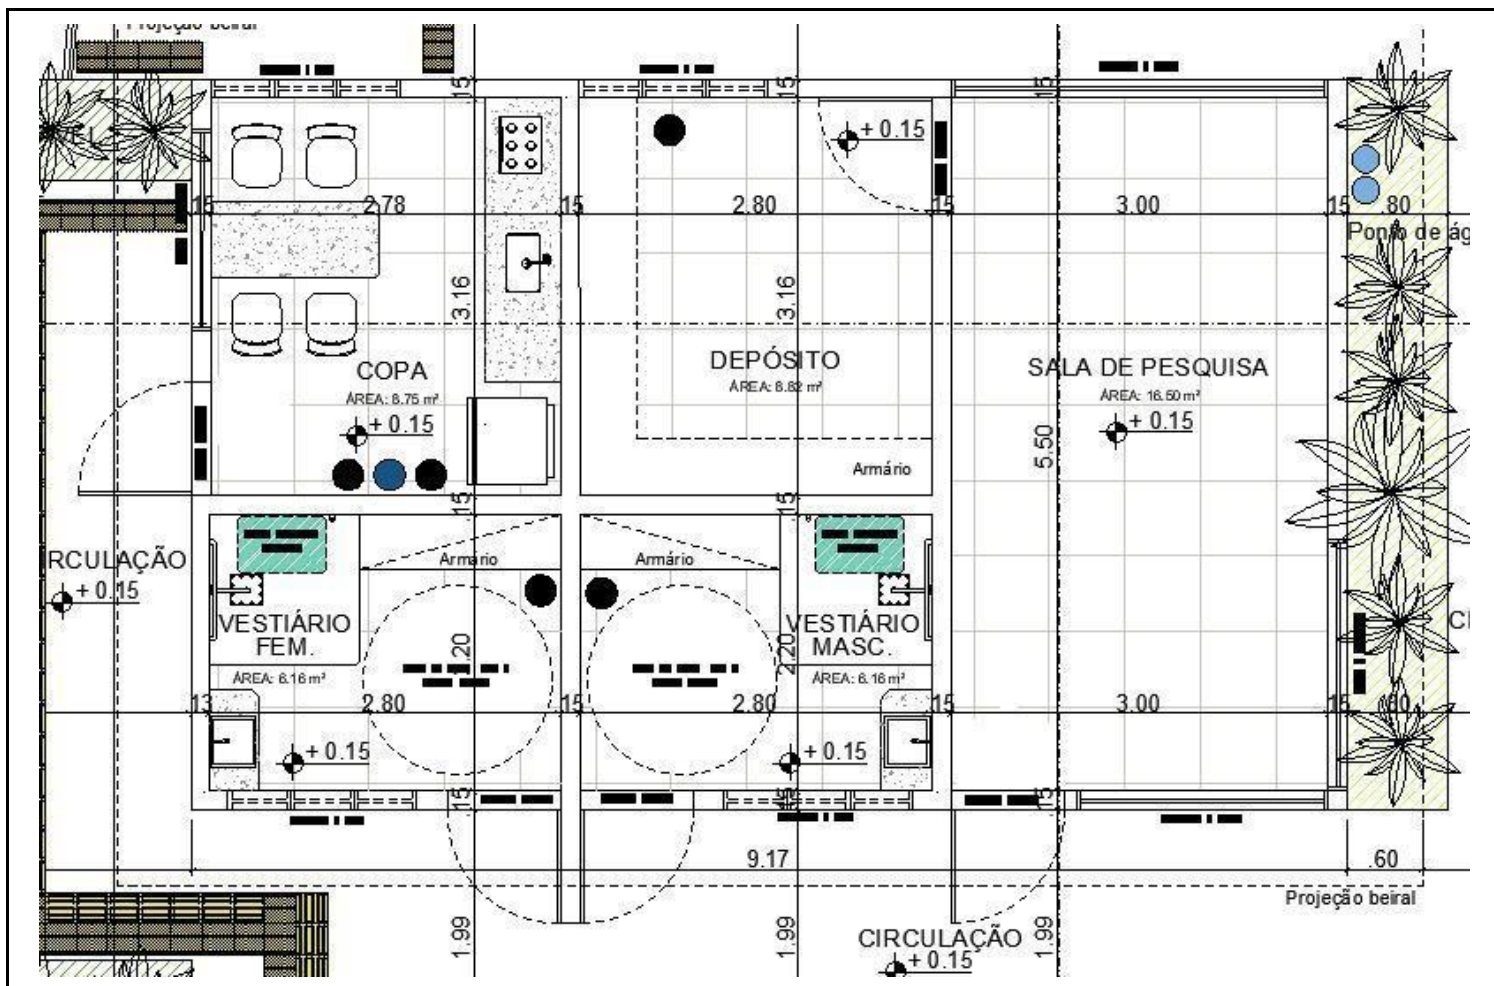 Projeção beiral
.15
.15
.15
+ 0.15
.15
2.78
.15
2.80
.15
3.00
.15
.80
Ponto de ág
3.16
3.16
COPA
ÁREA: 8.75 m²
+ 0.15
DEPÓSITO
ÁREA: 8.82 m²
SALA DE PESQUISA
ÁREA: 16.50 m²
+ 0.15
5.50
Armário
.15
.15
RCULAÇÃO
+ 0.15
Armário
Armário
VESTIÁRIO
FEM.
ÁREA: 6.16 m²
2.20
VESTIÁRIO
MASC.
ÁREA: 6.16 m²
2.20
CI
.13
2.80
.15
2.80
.15
3.00
.15
.60
+ 0.15
+ 0.15
.15
.15
.15
9.17
.60
Projeção beiral
1.99
1.99
1.99
CIRCULAÇÃO
+ 0.15